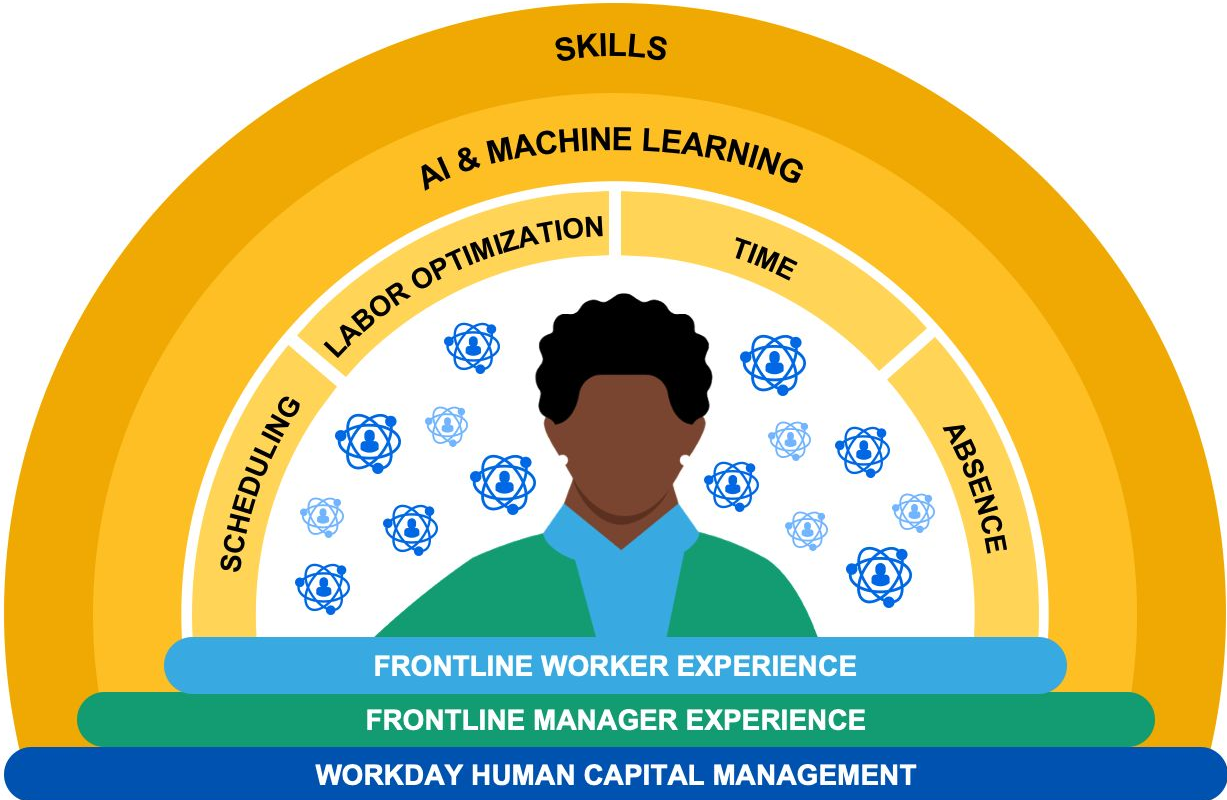 SKILLS
AI & MACHINE LEARNING
LABOR OPTIMIZATION
TIME
SCHEDULING
ABSENCE
FRONTLINE WORKER EXPERIENCE
FRONTLINE MANAGER EXPERIENCE
WORKDAY HUMAN CAPITAL MANAGEMENT